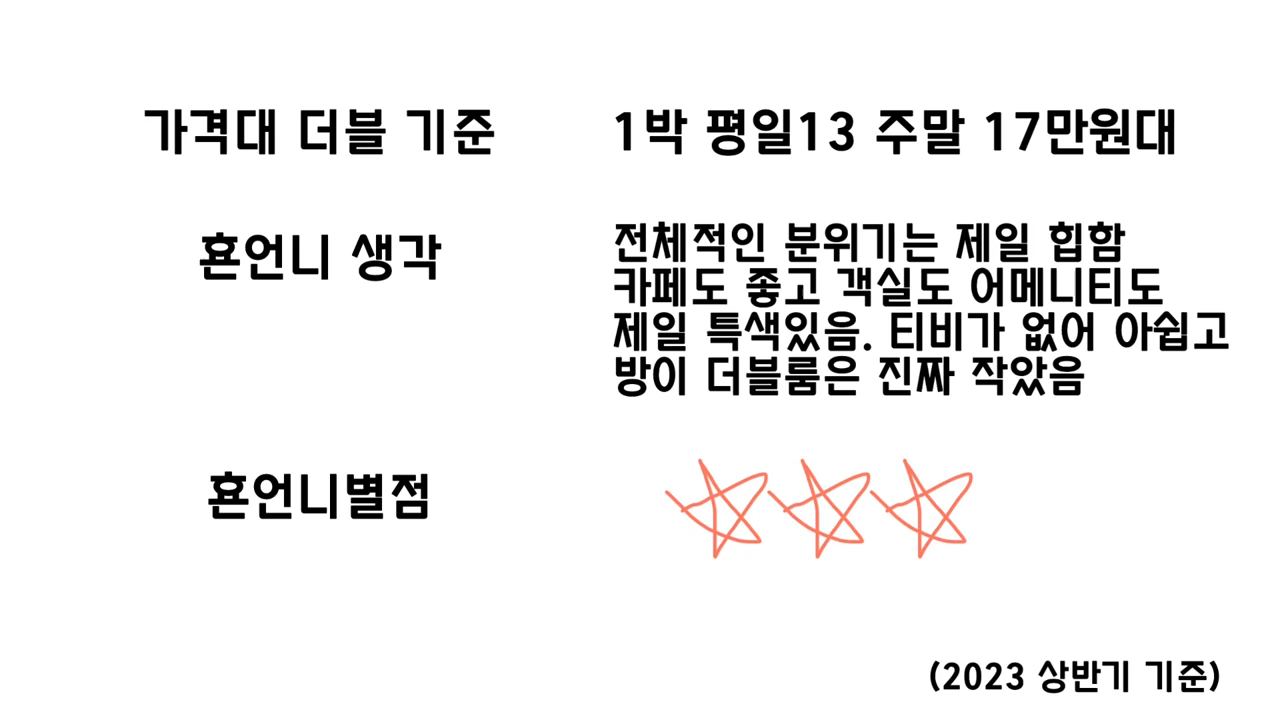 가격대 더블 기준
1박 평일13 주말 17만원대
횬언니 생각
전체적인 분위기는 제일 힙함
카페도 좋고 객실도 어메니티도
제일 특색있음. 티비가 없어 아쉽고
방이 더블룸은 진짜 작았음
횬언니별점
(2023 상반기 기준)